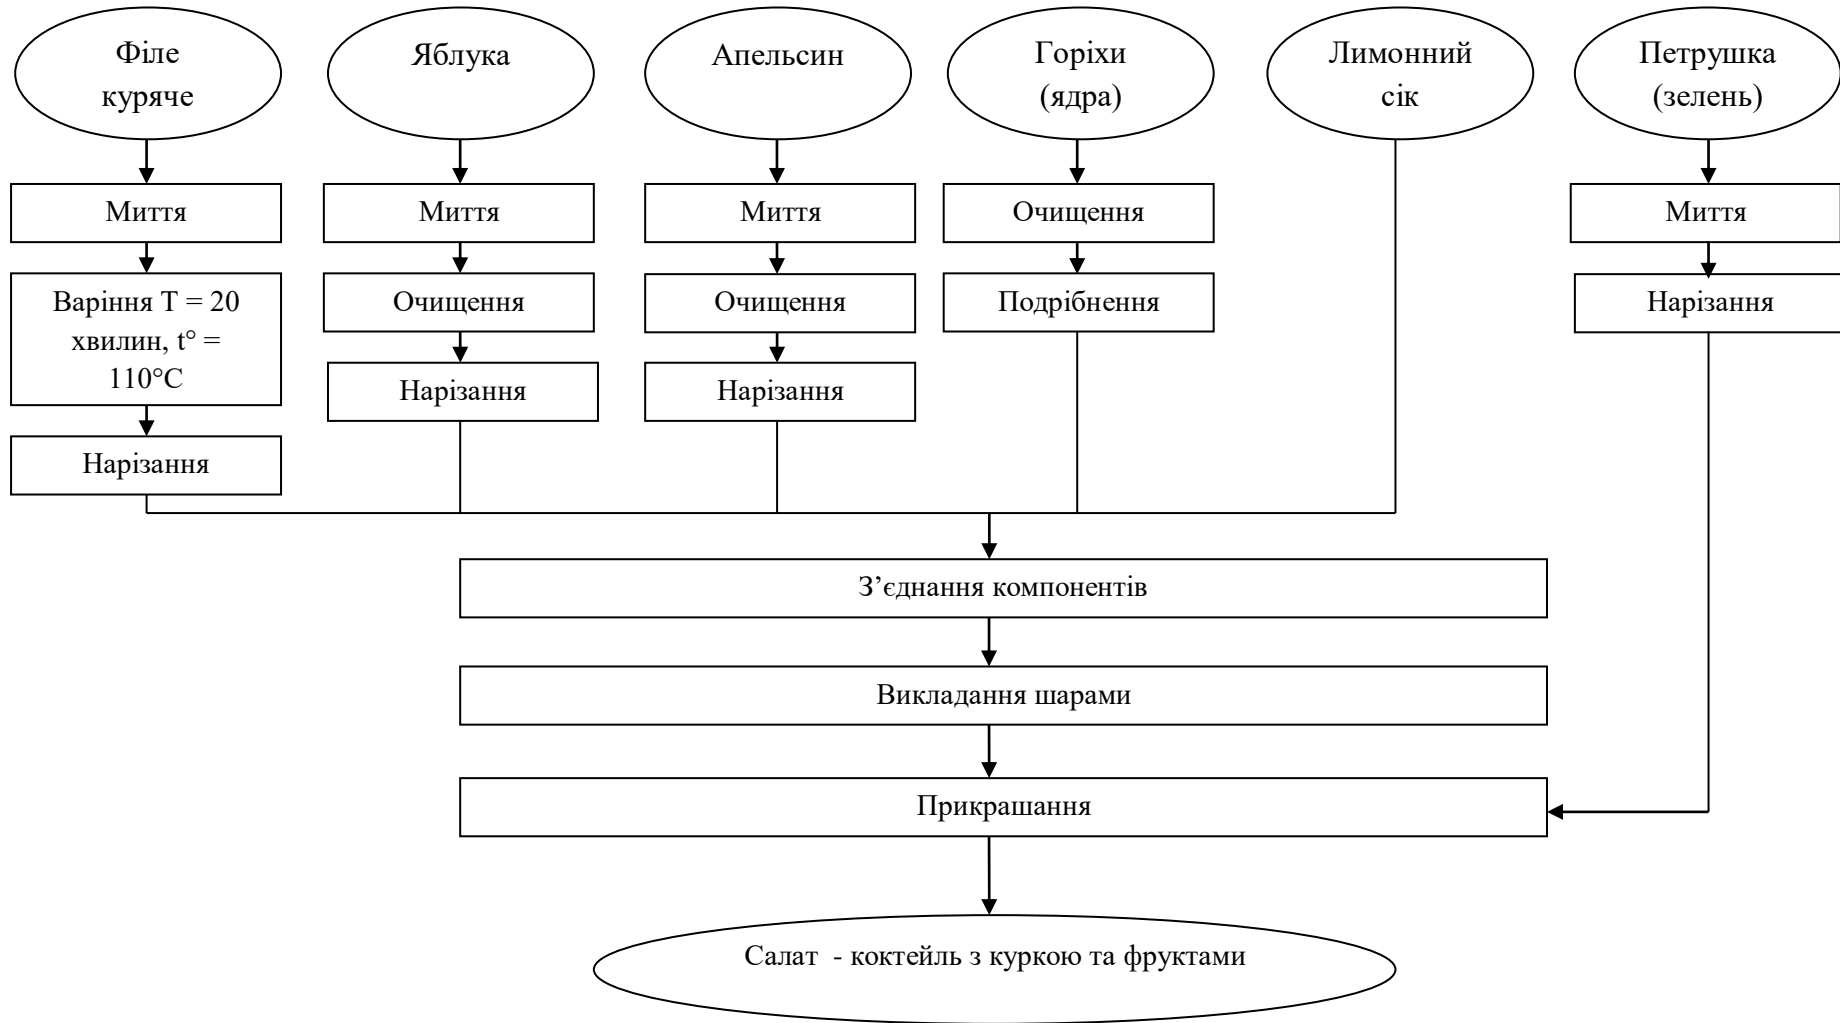 Філе
куряче
Яблука
Апельсин
Горіхи
(ядра)
Лимонний
сік
Петрушка
(зелень)
Миття
Миття
Миття
Очищення
Миття
Варіння Т = 20
хвилин, t° =
110°С
Очищення
Очищення
Подрібнення
Нарізання
Нарізання
Нарізання
Нарізання
З’єднання компонентів
Викладання шарами
Прикрашання
Салат - коктейль з куркою та фруктами